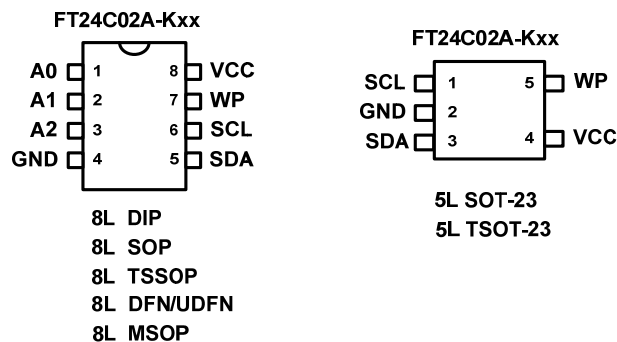 FT24C02A-Kxx
A0 1 8 VCC
A1 2 7 WP
A2 3 6 SCL
GND 4 5 SDA
8L DIP
8L SOP
8L TSSOP
8L DFN/UDFN
8L MSOP
FT24C02A-Kxx
SCL 1 5 WP
GND 2
SDA 3 4 VCC
5L SOT-23
5L TSOT-23